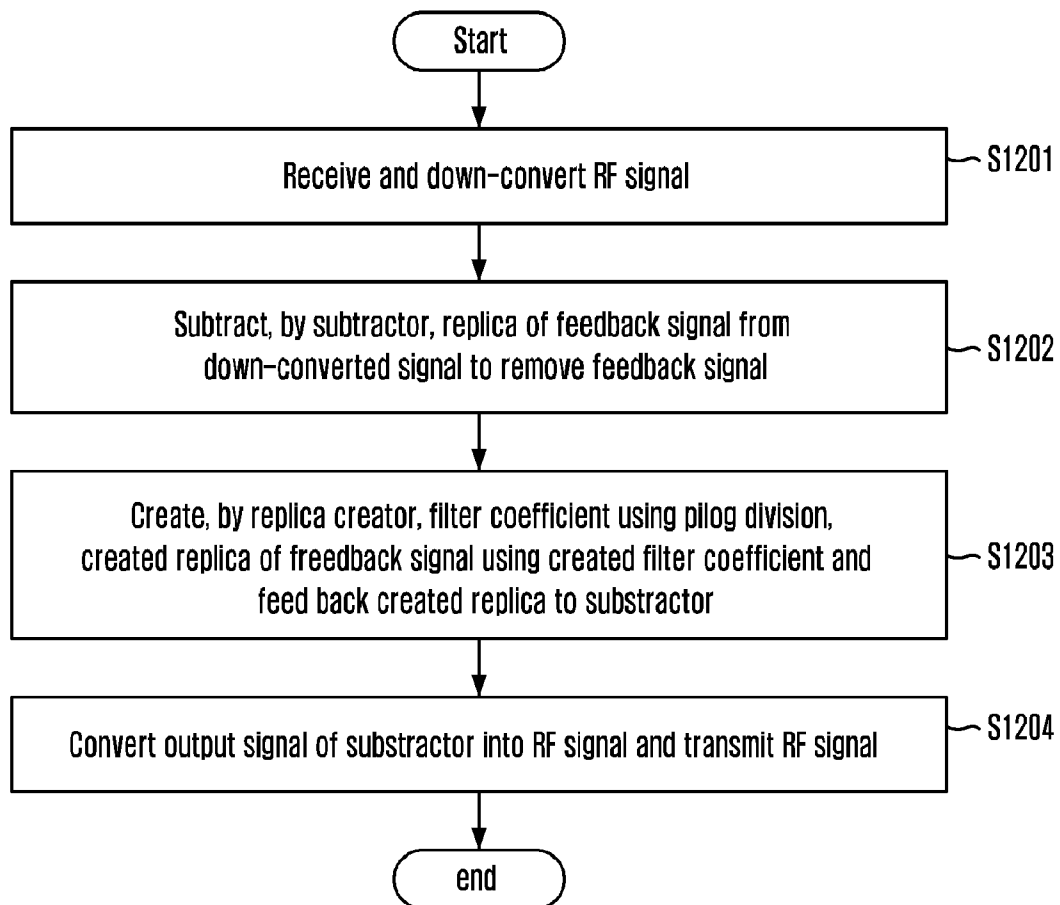 Start
Receive and down-convert RF signal
S1201
Subtract, by subtractor, replica of feedback signal from
down-converted signal to remove feedback signal
S1202
Create, by replica creator, filter coefficient using pilog division,
created replica of freedback signal using created filter coefficient and
feed back created replica to substractor
S1203
Convert output signal of substractor into RF signal and transmit RF signal
S1204
end